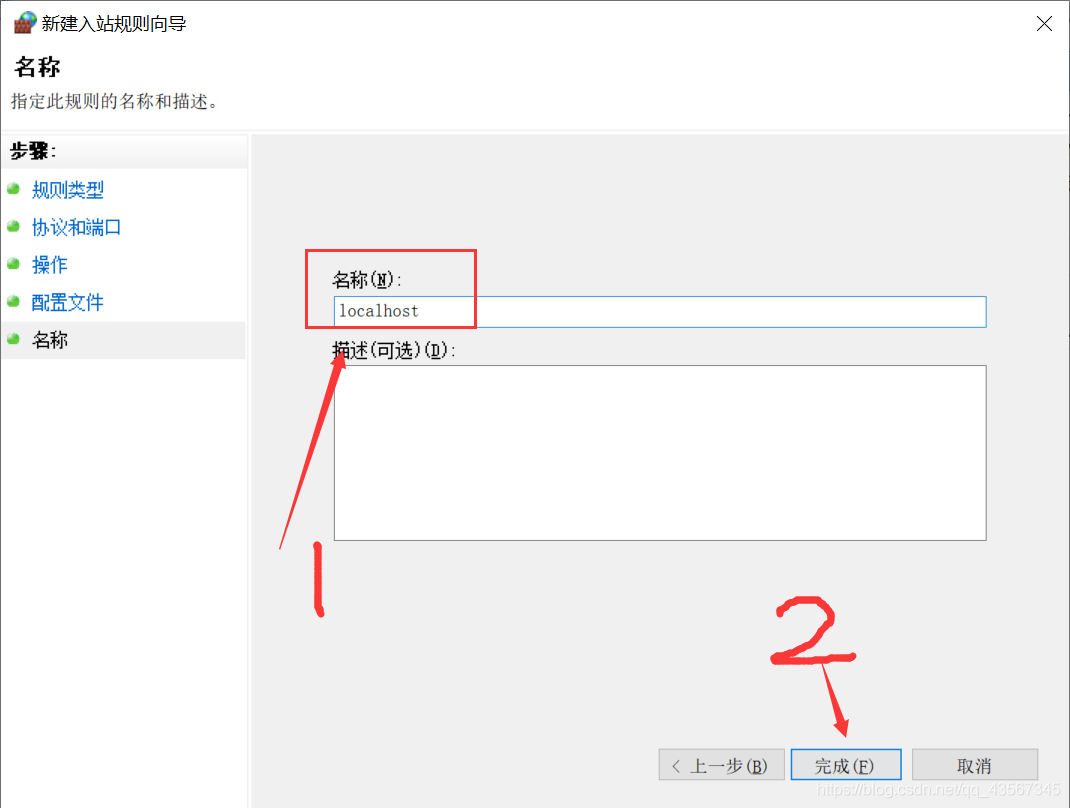 新建入站规则向导
名称
指定此规则的名称和描述。
步骤:
规则类型
协议和端口
操作
配置文件
名称
名称(N):
localhost
描述(可选)(D):
1
2
< 上一步(B)
完成(F)
取消
https://blog.csdn.net/qq_43567345